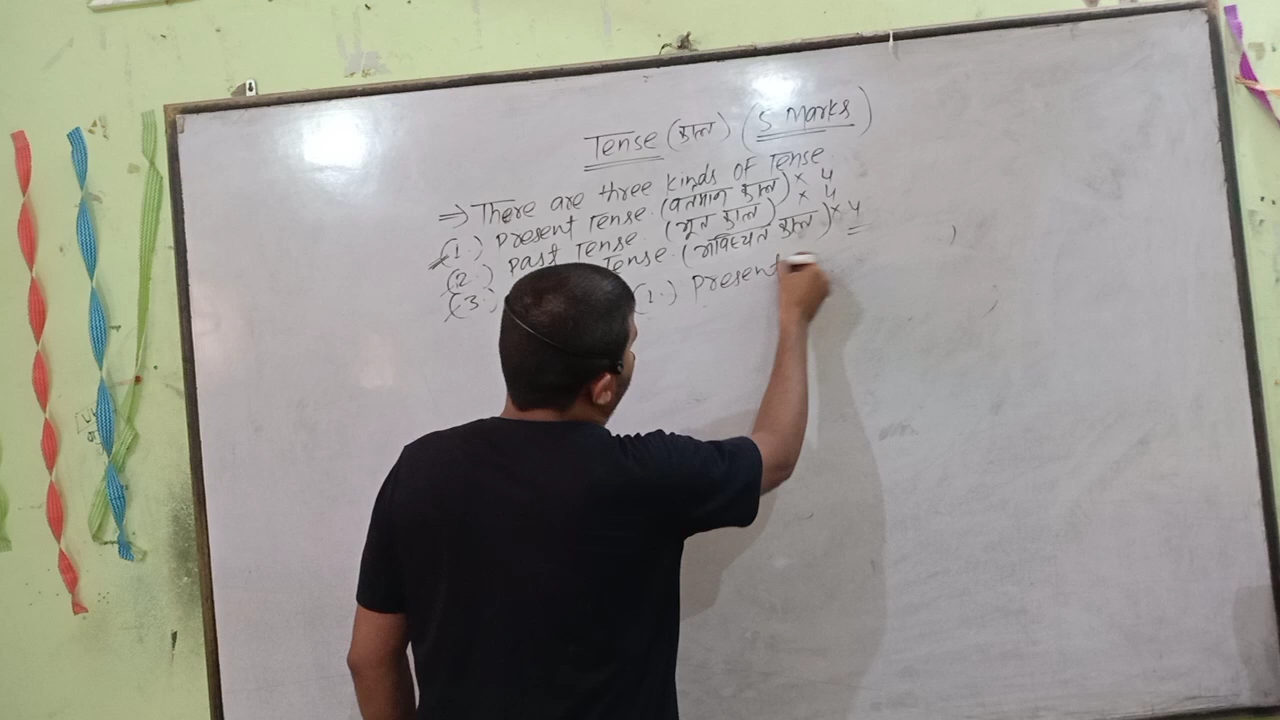 Tense (काल) (5 Marks)
⇒ There are three kinds OF Tense.
(1.) Present Tense. (वर्तमान काल) × 4
(2.) Past Tense. (भूत काल) × 4
(3.) Tense. (भविष्यत काल) × 4
(1.) Present